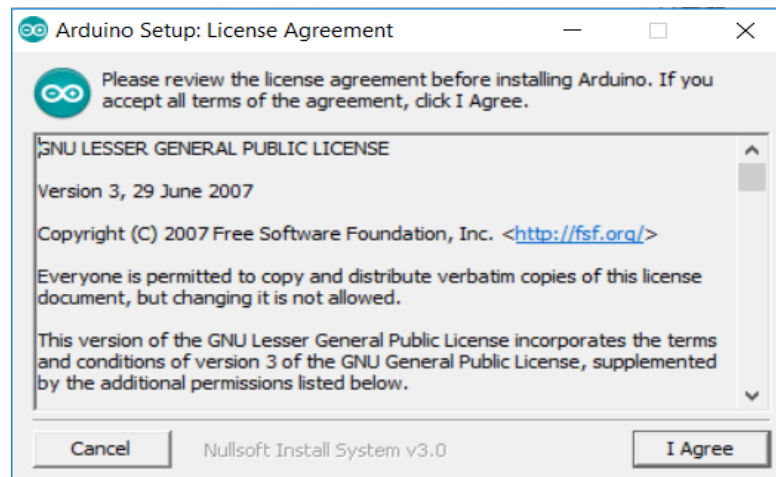 Arduino Setup: License Agreement
Please review the license agreement before installing Arduino. If you
accept all terms of the agreement, click I Agree.
GNU LESSER GENERAL PUBLIC LICENSE
Version 3, 29 June 2007
Copyright (C) 2007 Free Software Foundation, Inc. <http://fsf.org/>
Everyone is permitted to copy and distribute verbatim copies of this license
document, but changing it is not allowed.
This version of the GNU Lesser General Public License incorporates the terms
and conditions of version 3 of the GNU General Public License, supplemented
by the additional permissions listed below.
Cancel
Nullsoft Install System v3.0
I Agree